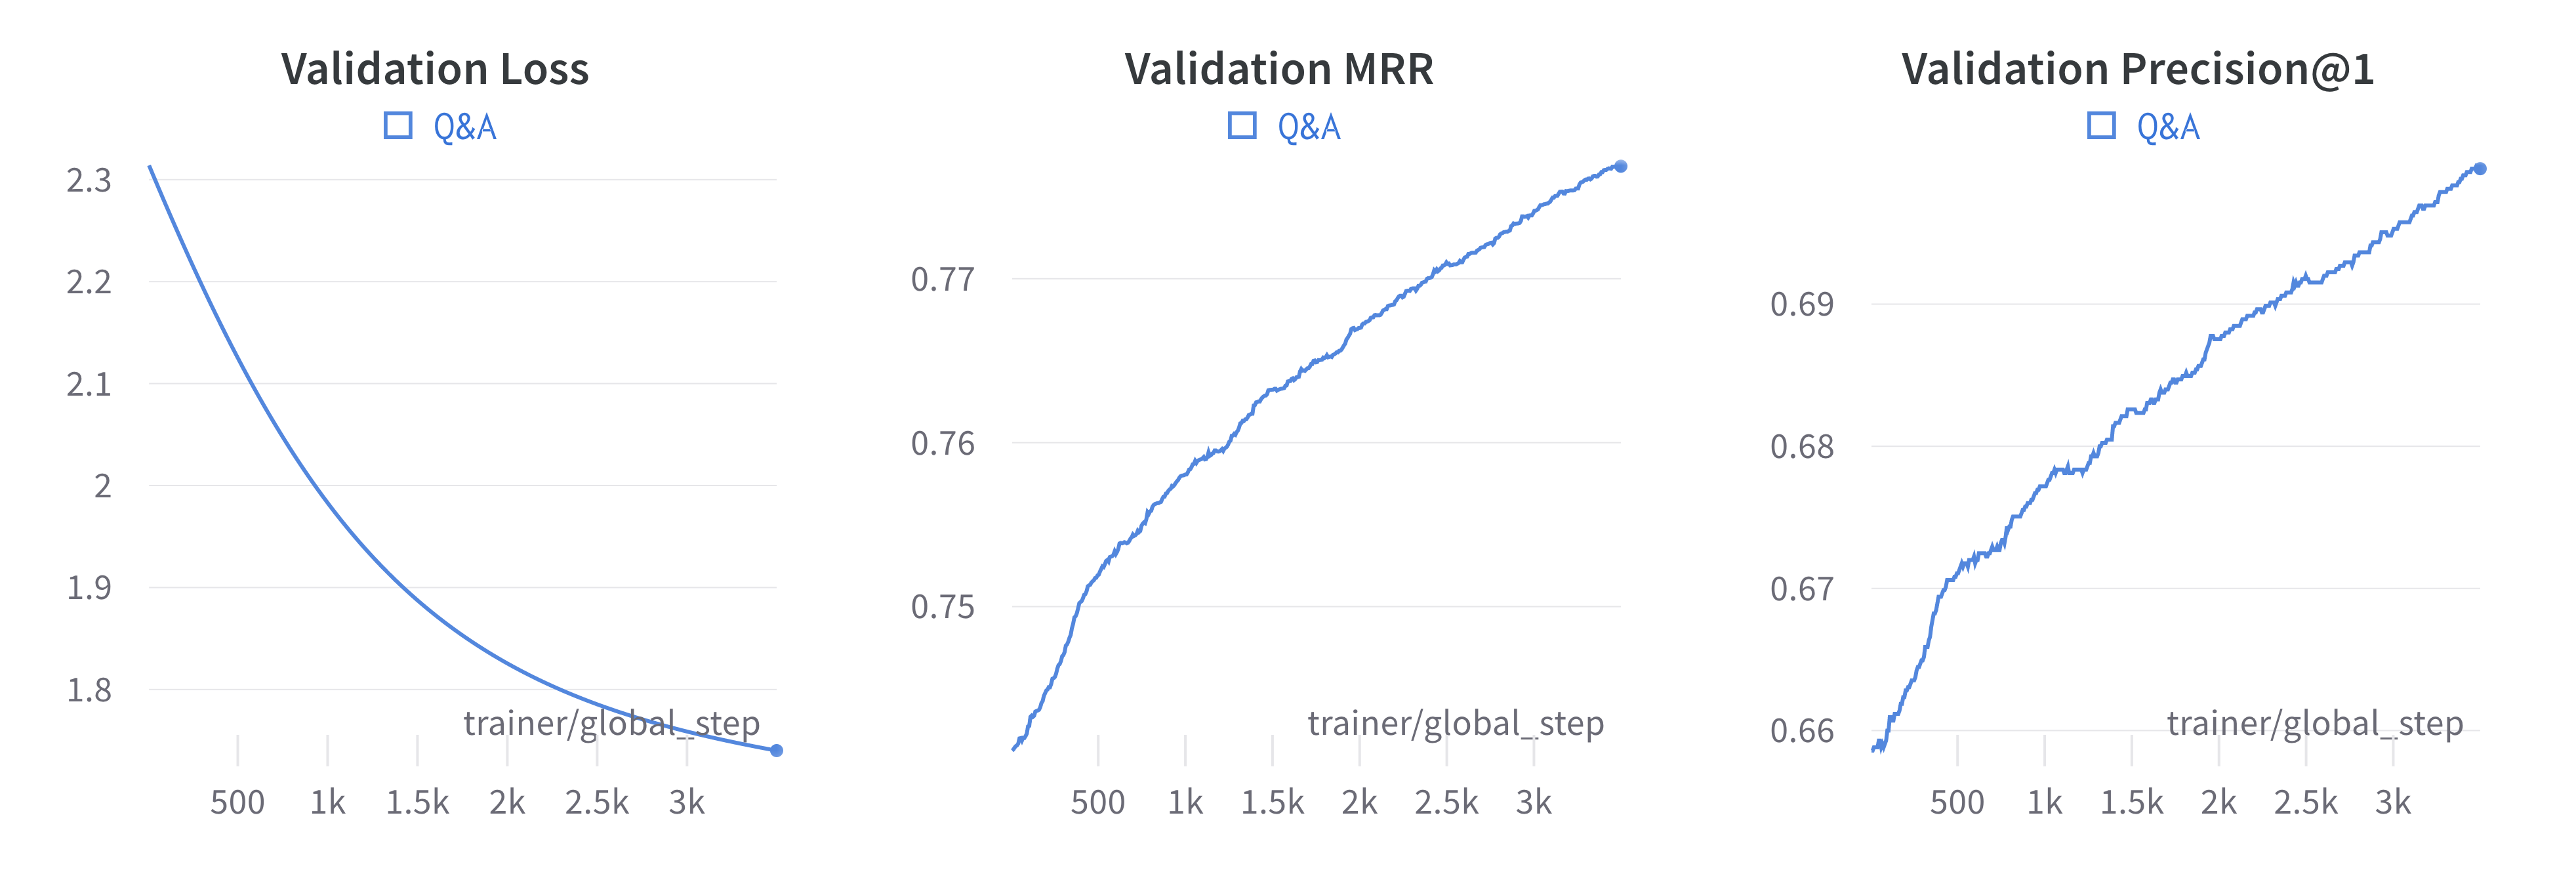 Validation Loss
Q&A
2.3
2.2
2.1
2
1.9
1.8
trainer/global_step
500 1k 1.5k 2k 2.5k 3k
Validation MRR
Q&A
0.77
0.76
0.75
trainer/global_step
500 1k 1.5k 2k 2.5k 3k
Validation Precision@1
Q&A
0.69
0.68
0.67
0.66
trainer/global_step
500 1k 1.5k 2k 2.5k 3k